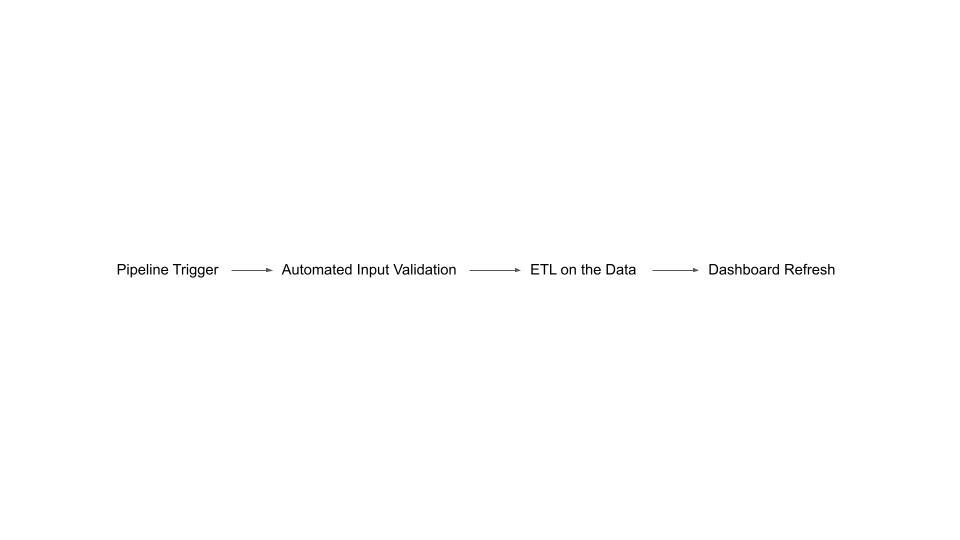 Pipeline Trigger Automated Input Validation ETL on the Data Dashboard Refresh